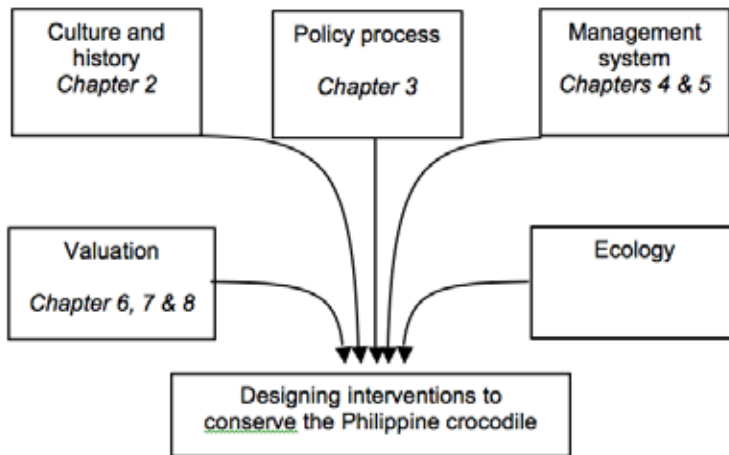 Culture and
history
Chapter 2
Policy process
Chapter 3
Management
system
Chapters 4 & 5
Valuation
Chapter 6, 7 & 8
Ecology
Designing interventions to
conserve the Philippine crocodile